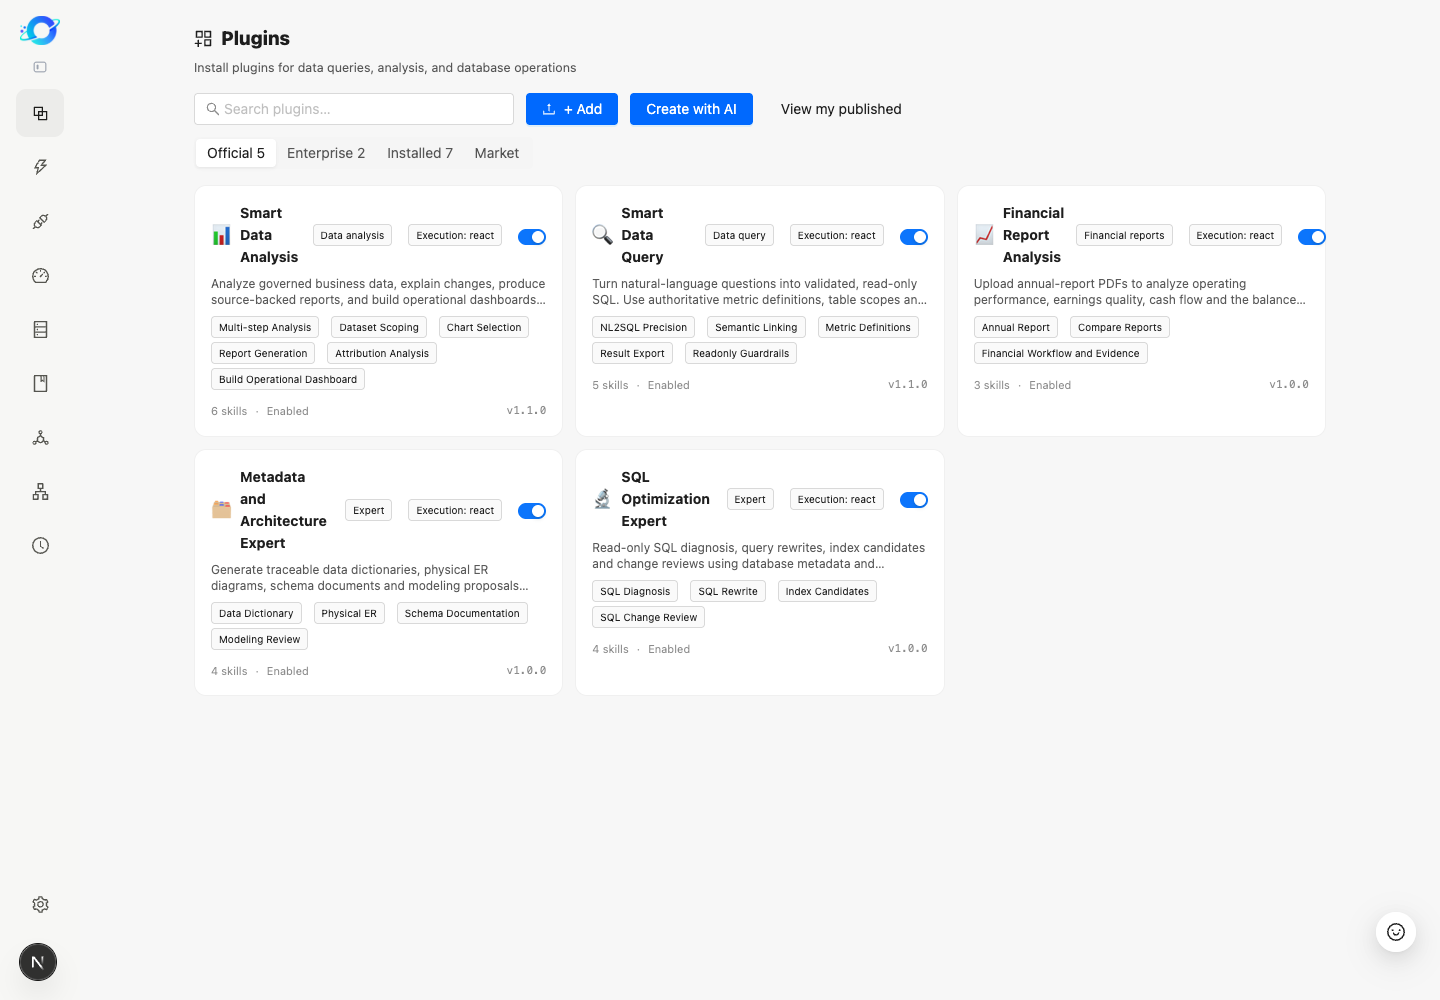 Plugins
Install plugins for data queries, analysis, and database operations
Search plugins...
+ Add
Create with AI
View my published
Official 5
Enterprise 2
Installed 7
Market
Smart
Data
Analysis
Data analysis
Execution: react
Analyze governed business data, explain changes, produce
source-backed reports, and build operational dashboards...
Multi-step Analysis
Dataset Scoping
Chart Selection
Report Generation
Attribution Analysis
Build Operational Dashboard
6 skills · Enabled
v1.1.0
Smart
Data
Query
Data query
Execution: react
Turn natural-language questions into validated, read-only
SQL. Use authoritative metric definitions, table scopes an...
NL2SQL Precision
Semantic Linking
Metric Definitions
Result Export
Readonly Guardrails
5 skills · Enabled
v1.1.0
Financial
Report
Analysis
Financial reports
Execution: react
Upload annual-report PDFs to analyze operating
performance, earnings quality, cash flow and the balance...
Annual Report
Compare Reports
Financial Workflow and Evidence
3 skills · Enabled
v1.0.0
Metadata
and
Architecture
Expert
Expert
Execution: react
Generate traceable data dictionaries, physical ER
diagrams, schema documents and modeling proposals...
Data Dictionary
Physical ER
Schema Documentation
Modeling Review
4 skills · Enabled
v1.0.0
SQL
Optimization
Expert
Expert
Execution: react
Read-only SQL diagnosis, query rewrites, index candidates
and change reviews using database metadata and...
SQL Diagnosis
SQL Rewrite
Index Candidates
SQL Change Review
4 skills · Enabled
v1.0.0
N